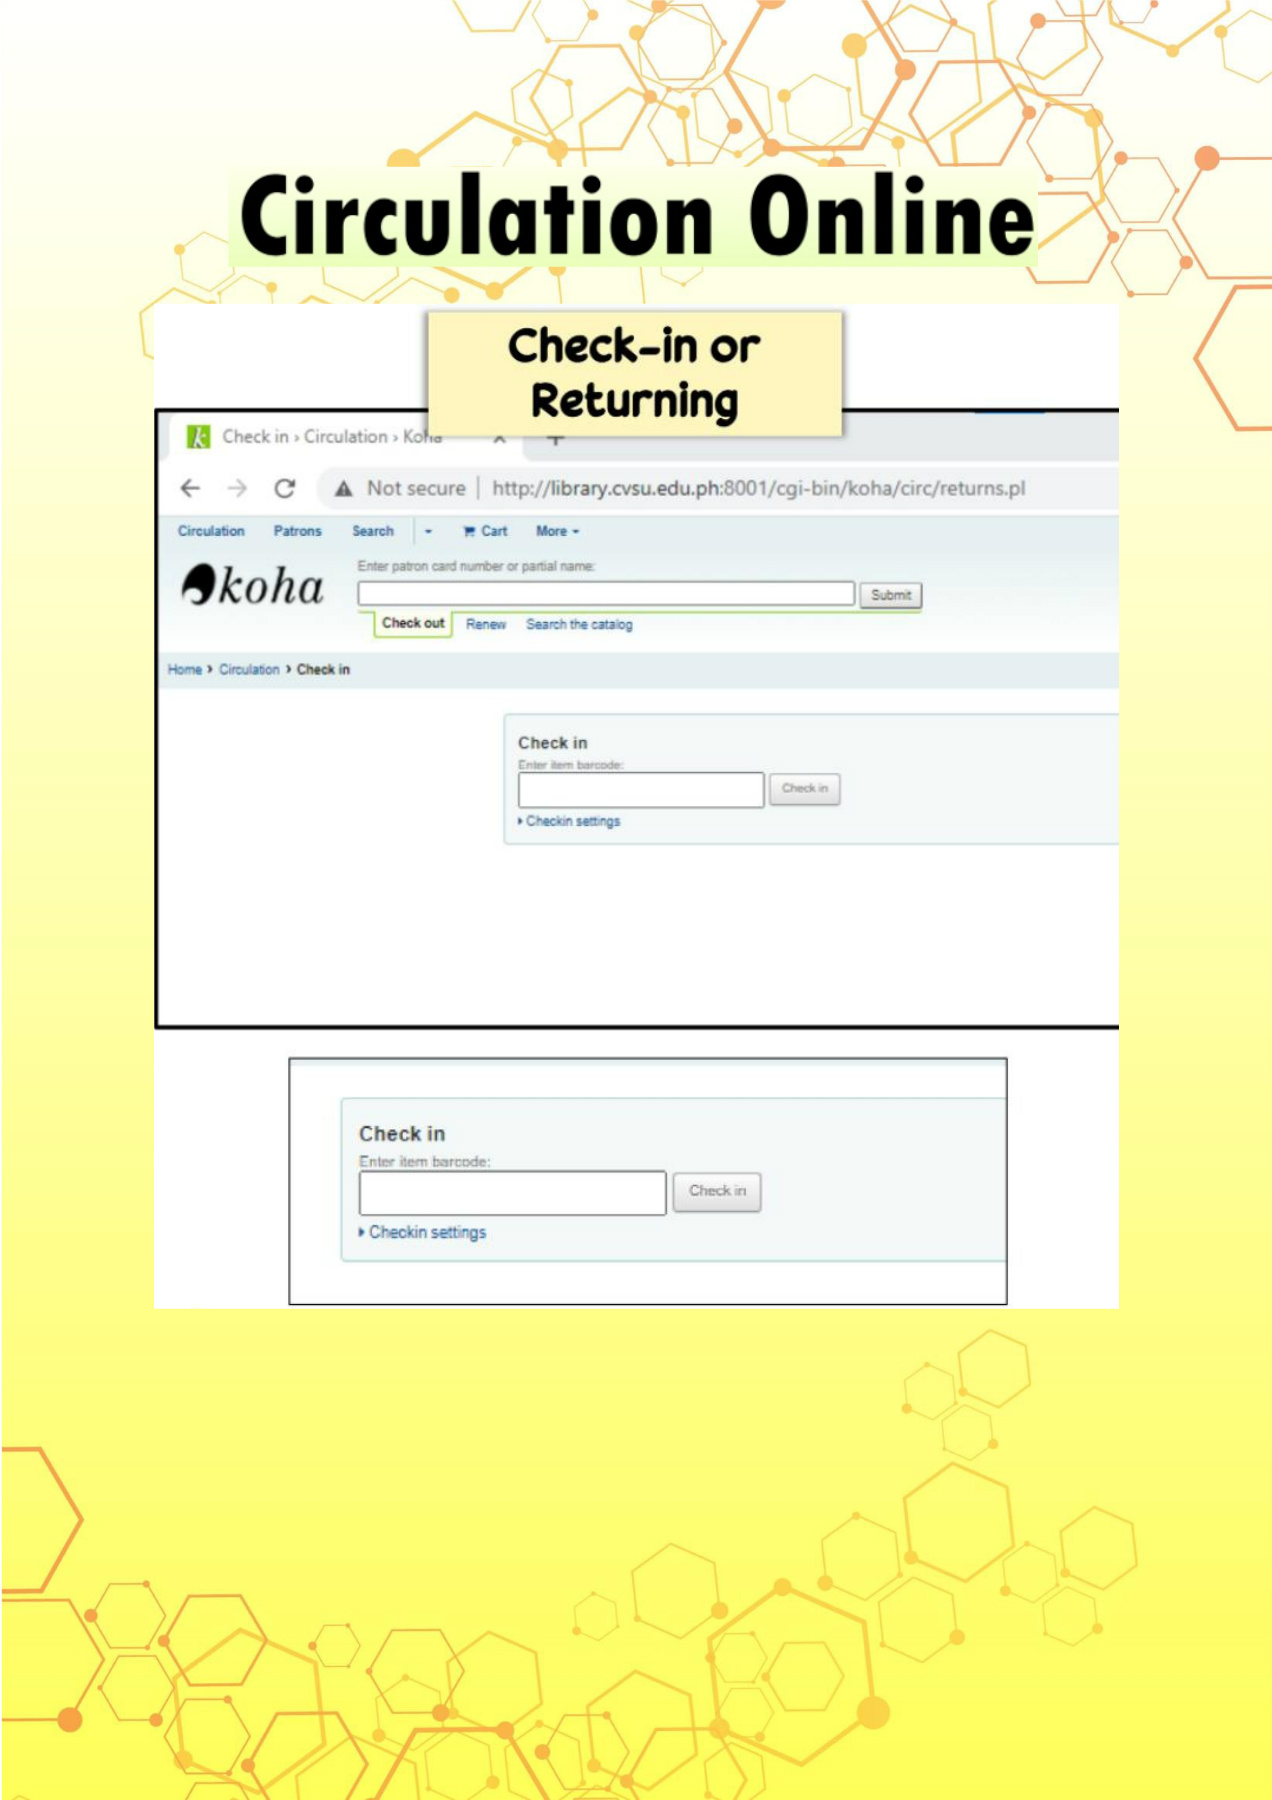 Circulation Online
Check-in or
Returning
Check in › Circulation › Koha
Not secure | http://library.cvsu.edu.ph:8001/cgi-bin/koha/circ/returns.pl
Circulation Patrons Search Cart More
Enter patron card number or partial name:
koha
Submit
Check out Renew Search the catalog
Home › Circulation › Check in
Check in
Enter item barcode:
Check in
Checkin settings
Check in
Enter item barcode:
Check in
Checkin settings